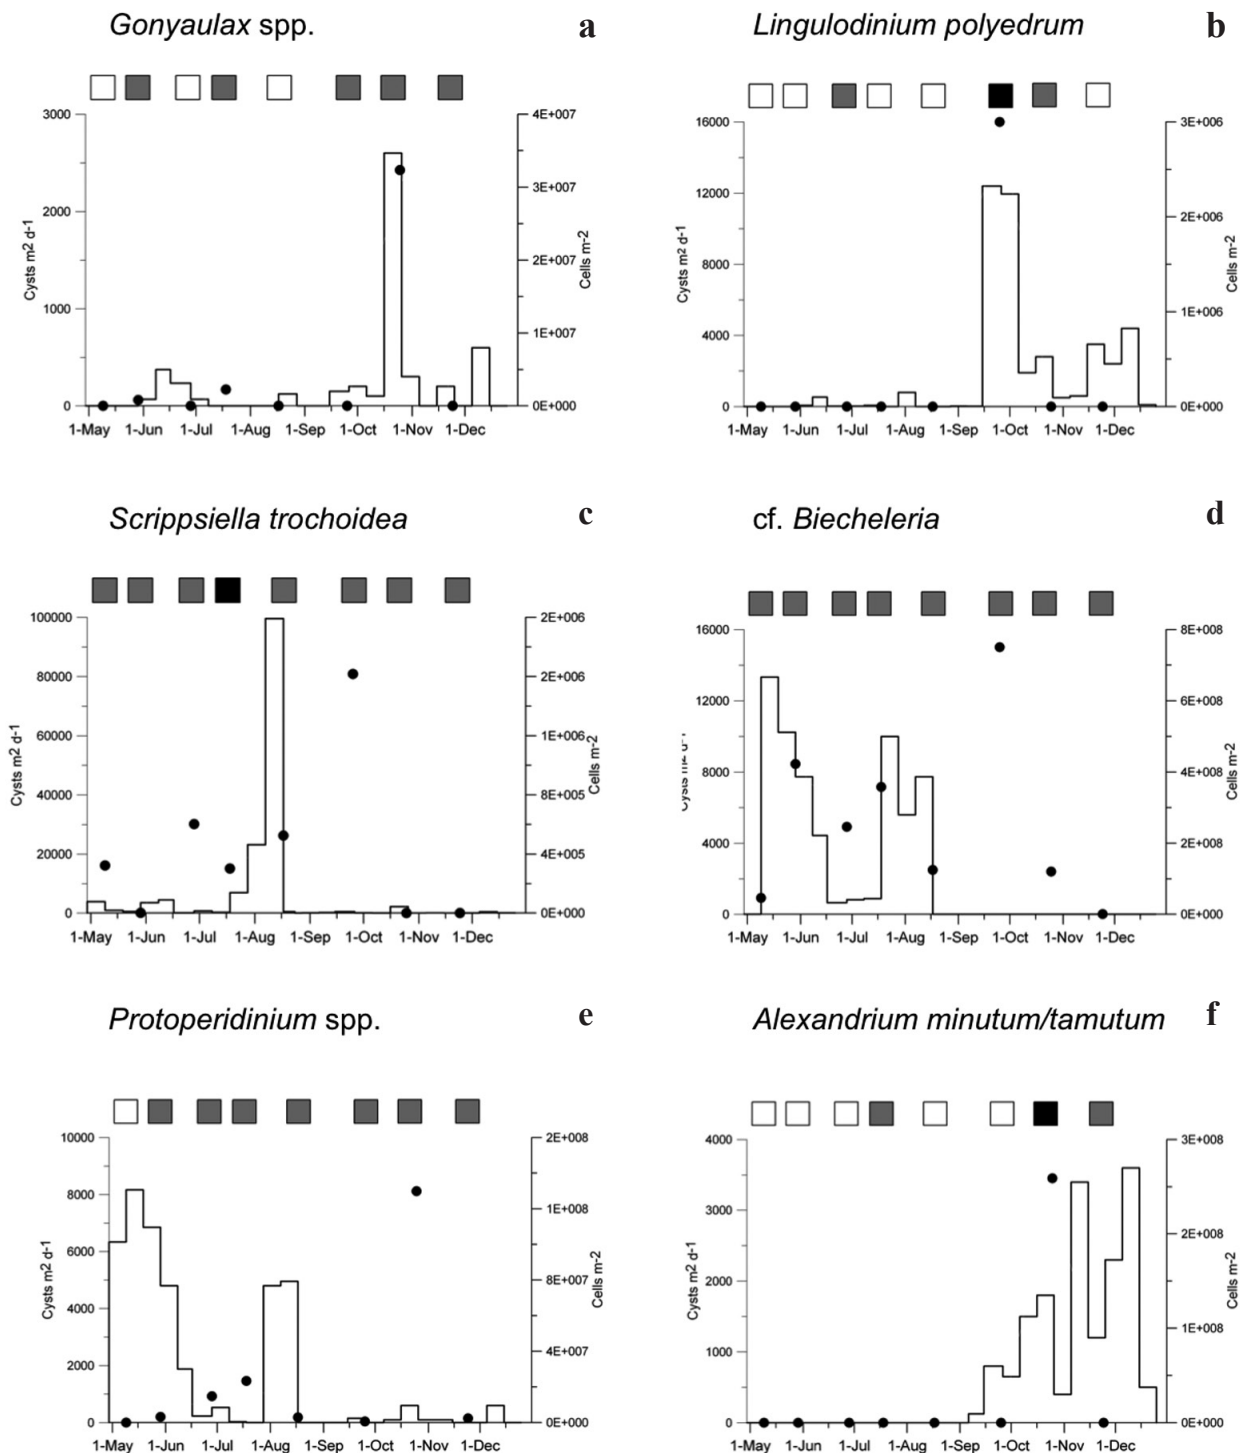 Gonyaulax spp.
a
3000
2000
1000
0
Cysts m2 d-1
4E+007
3E+007
2E+007
1E+007
0E+000
Cells m-2
1-May 1-Jun 1-Jul 1-Aug 1-Sep 1-Oct 1-Nov 1-Dec
Lingulodinium polyedrum
b
16000
12000
8000
4000
0
Cysts m2 d-1
3E+006
2E+006
1E+006
0E+000
Cells m-2
1-May 1-Jun 1-Jul 1-Aug 1-Sep 1-Oct 1-Nov 1-Dec
Scrippsiella trochoidea
c
100000
80000
60000
40000
20000
0
Cysts m2 d-1
2E+006
2E+006
1E+006
8E+005
4E+005
0E+000
Cells m-2
1-May 1-Jun 1-Jul 1-Aug 1-Sep 1-Oct 1-Nov 1-Dec
cf. Biecheleria
d
16000
12000
8000
4000
0
Cysts m2 d-1
8E+008
6E+008
4E+008
2E+008
0E+000
Cells m-2
1-May 1-Jun 1-Jul 1-Aug 1-Sep 1-Oct 1-Nov 1-Dec
Protoperidinium spp.
e
10000
8000
6000
4000
2000
0
Cysts m2 d-1
2E+008
1E+008
8E+007
4E+007
0E+000
Cells m-2
1-May 1-Jun 1-Jul 1-Aug 1-Sep 1-Oct 1-Nov 1-Dec
Alexandrium minutum/tamutum
f
4000
3000
2000
1000
0
Cysts m2 d-1
3E+008
2E+008
1E+008
0E+000
Cells m-2
1-May 1-Jun 1-Jul 1-Aug 1-Sep 1-Oct 1-Nov 1-Dec